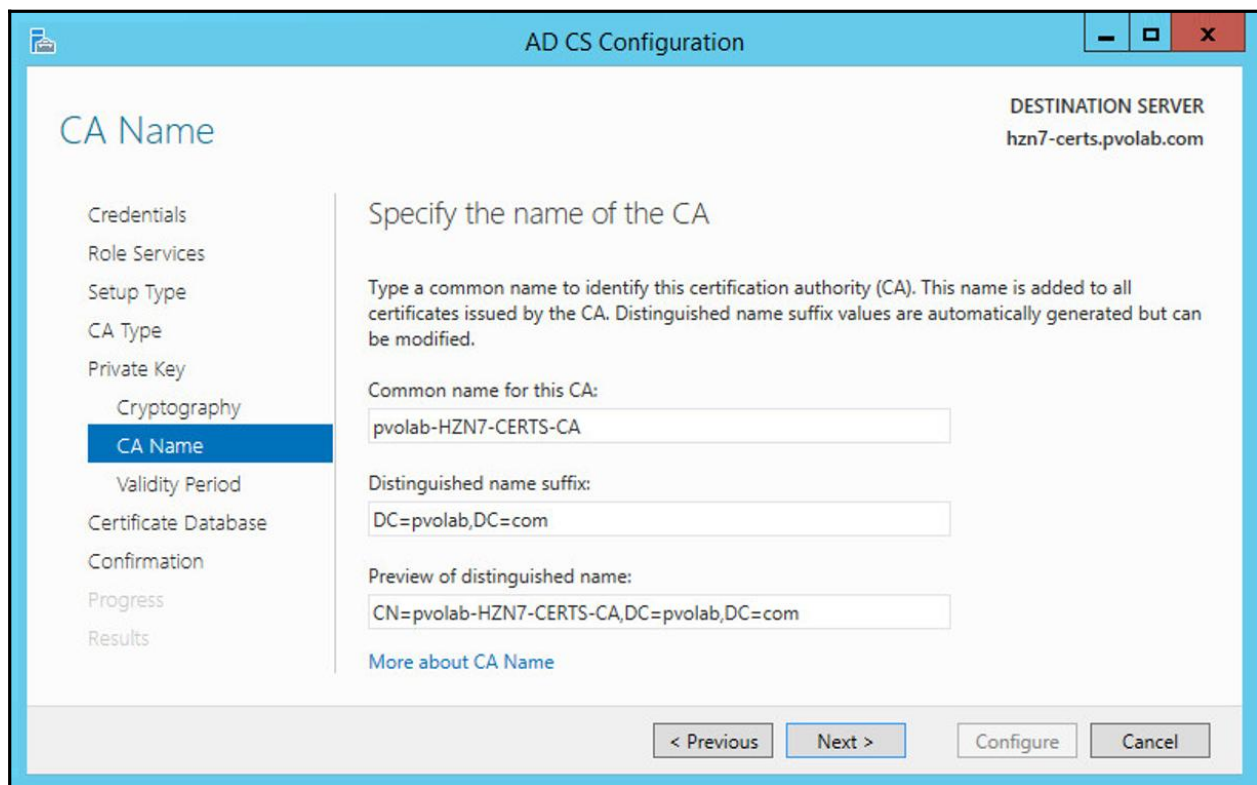 AD CS Configuration
CA Name
DESTINATION SERVER
hzn7-certs.pvolab.com
Credentials
Role Services
Setup Type
CA Type
Private Key
Cryptography
CA Name
Validity Period
Certificate Database
Confirmation
Progress
Results
Specify the name of the CA
Type a common name to identify this certification authority (CA). This name is added to all
certificates issued by the CA. Distinguished name suffix values are automatically generated but can
be modified.
Common name for this CA:
pvolab-HZN7-CERTS-CA
Distinguished name suffix:
DC=pvolab,DC=com
Preview of distinguished name:
CN=pvolab-HZN7-CERTS-CA,DC=pvolab,DC=com
More about CA Name
< Previous
Next >
Configure
Cancel